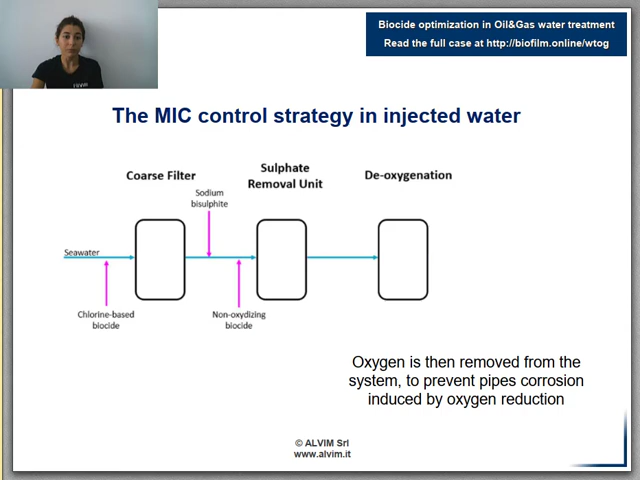 Biocide optimization in Oil&Gas water treatment
Read the full case at http://biofilm.online/wtog
The MIC control strategy in injected water
Coarse Filter
Sulphate
Removal Unit
De-oxygenation
Sodium
bisulphite
Seawater
Chlorine-based
biocide
Non-oxydizing
biocide
Oxygen is then removed from the
system, to prevent pipes corrosion
induced by oxygen reduction
© ALVIM Srl
www.alvim.it